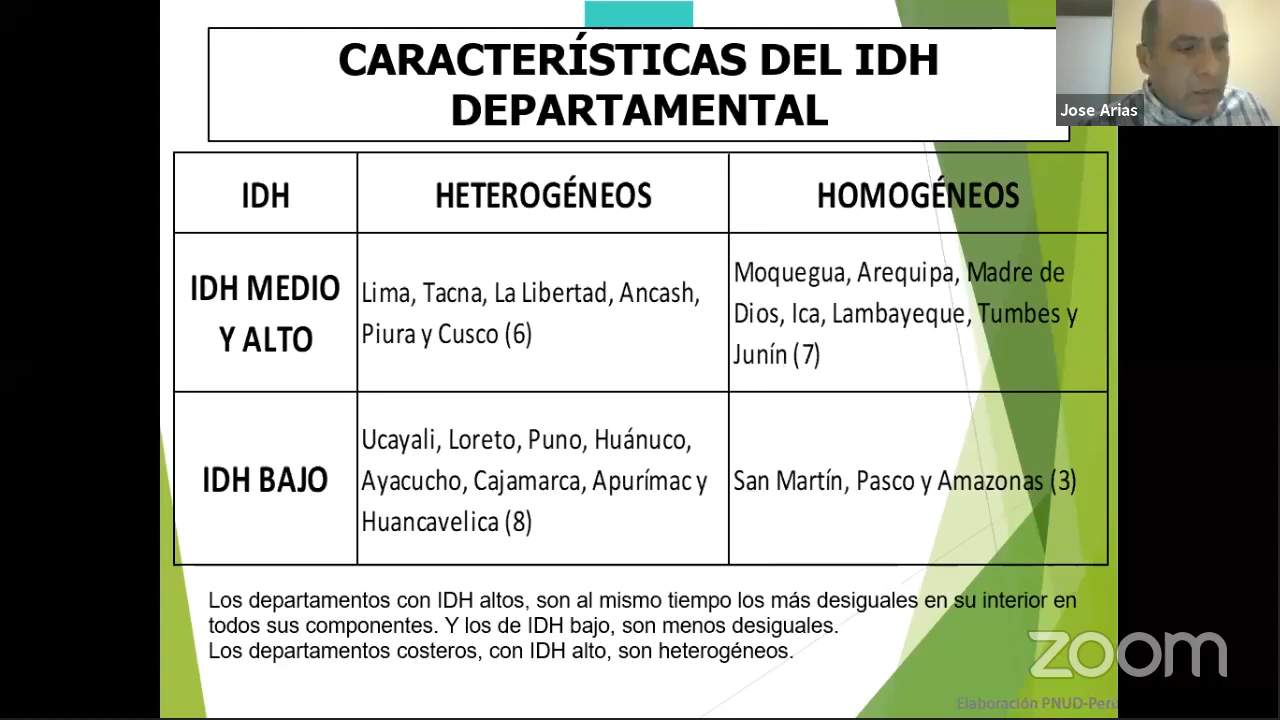 CARACTERÍSTICAS DEL IDH
DEPARTAMENTAL
Jose Arias
IDH
HETEROGÉNEOS
HOMOGÉNEOS
IDH MEDIO
Y ALTO
Lima, Tacna, La Libertad, Ancash,
Piura y Cusco (6)
Moquegua, Arequipa, Madre de
Dios, Ica, Lambayeque, Tumbes y
Junín (7)
IDH BAJO
Ucayali, Loreto, Puno, Huánuco,
Ayacucho, Cajamarca, Apurímac y
Huancavelica (8)
San Martín, Pasco y Amazonas (3)
Los departamentos con IDH altos, son al mismo tiempo los más desiguales en su interior en
todos sus componentes. Y los de IDH bajo, son menos desiguales.
Los departamentos costeros, con IDH alto, son heterogéneos.
zoom
Elaboración PNUD-Perú